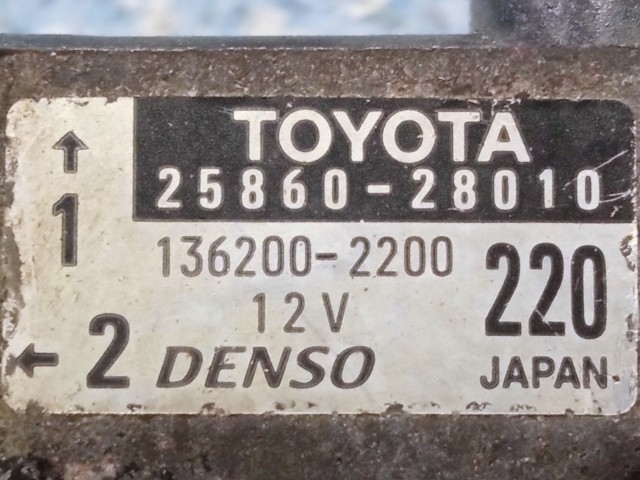 TOYOTA
25860-28010
↑
1
136200-2200
12V
220
← 2
DENSO
JAPAN